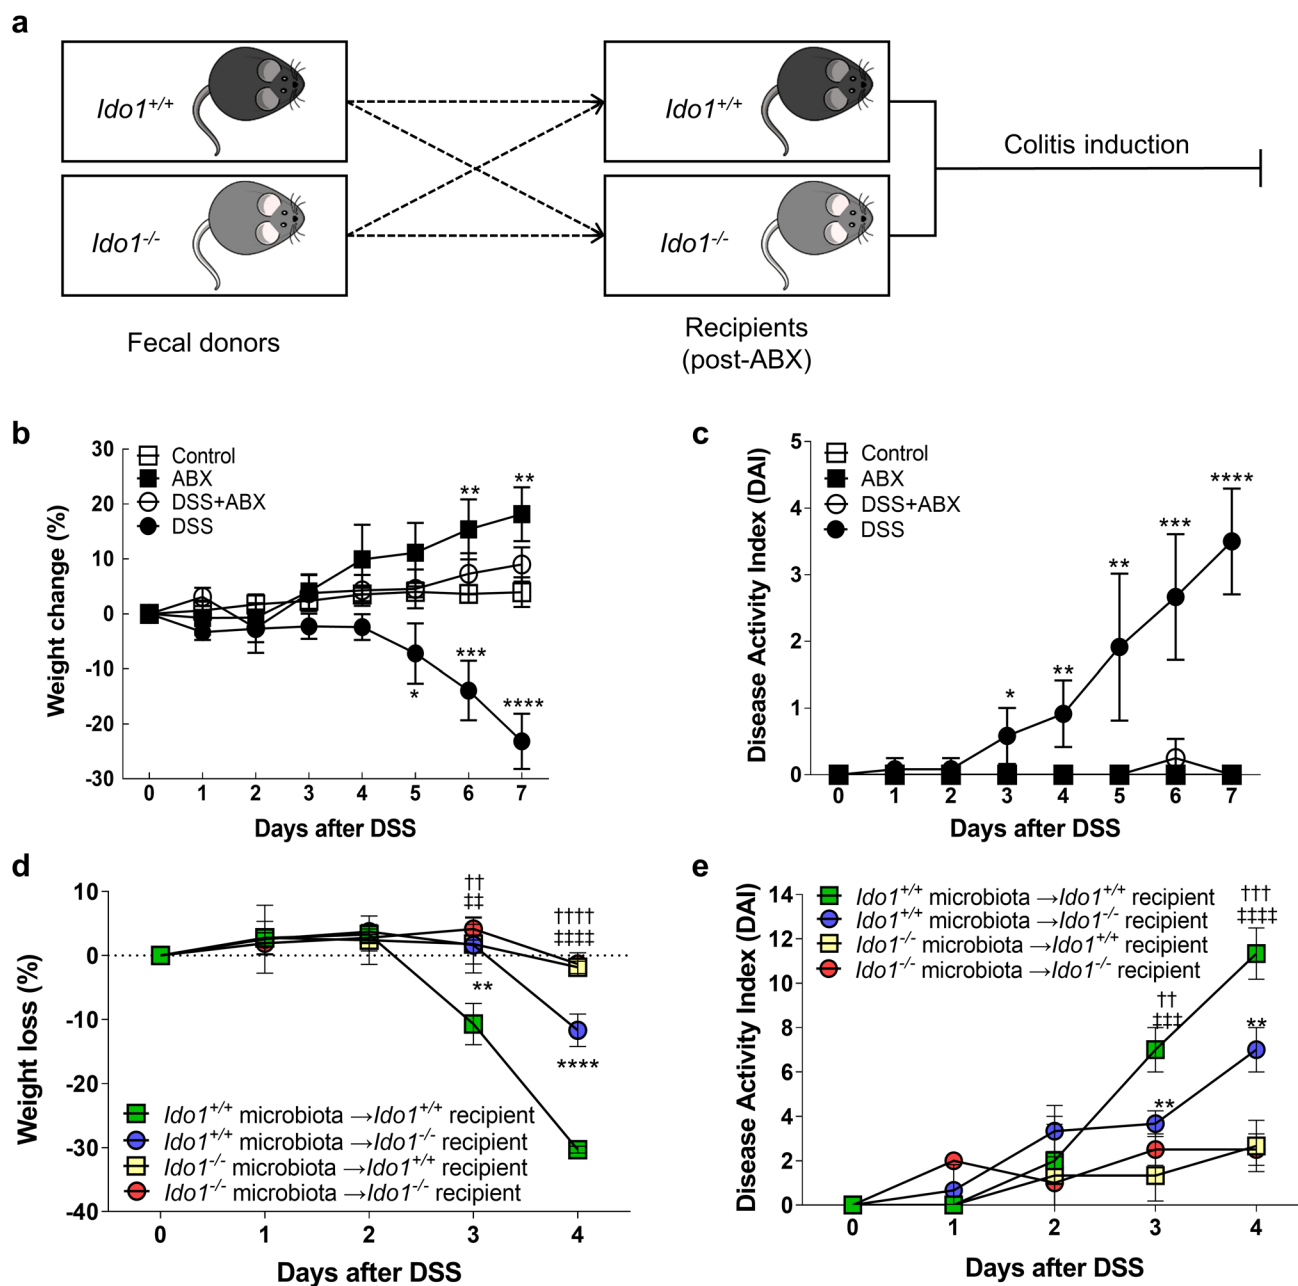 a
Ido1+/+
Ido1+/+
Colitis induction
Ido1-/-
Ido1-/-
Fecal donors
Recipients
(post-ABX)
b
Weight change (%)
30
20
10
0
-10
-20
-30
Control
ABX
DSS+ABX
DSS
**
**
*
***
****
0 1 2 3 4 5 6 7
Days after DSS
c
Disease Activity Index (DAI)
5
4
3
2
1
0
Control
ABX
DSS+ABX
DSS
*
**
**
***
****
0 1 2 3 4 5 6 7
Days after DSS
d
Weight loss (%)
10
0
-10
-20
-30
-40
††
‡‡
††††
‡‡‡‡
**
****
Ido1+/+ microbiota →Ido1+/+ recipient
Ido1+/+ microbiota →Ido1-/- recipient
Ido1-/- microbiota →Ido1+/+ recipient
Ido1-/- microbiota →Ido1-/- recipient
0 1 2 3 4
Days after DSS
e
Disease Activity Index (DAI)
14
12
10
8
6
4
2
0
Ido1+/+ microbiota →Ido1+/+ recipient
Ido1+/+ microbiota →Ido1-/- recipient
Ido1-/- microbiota →Ido1+/+ recipient
Ido1-/- microbiota →Ido1-/- recipient
†††
‡‡‡‡
††
‡‡‡
**
**
0 1 2 3 4
Days after DSS